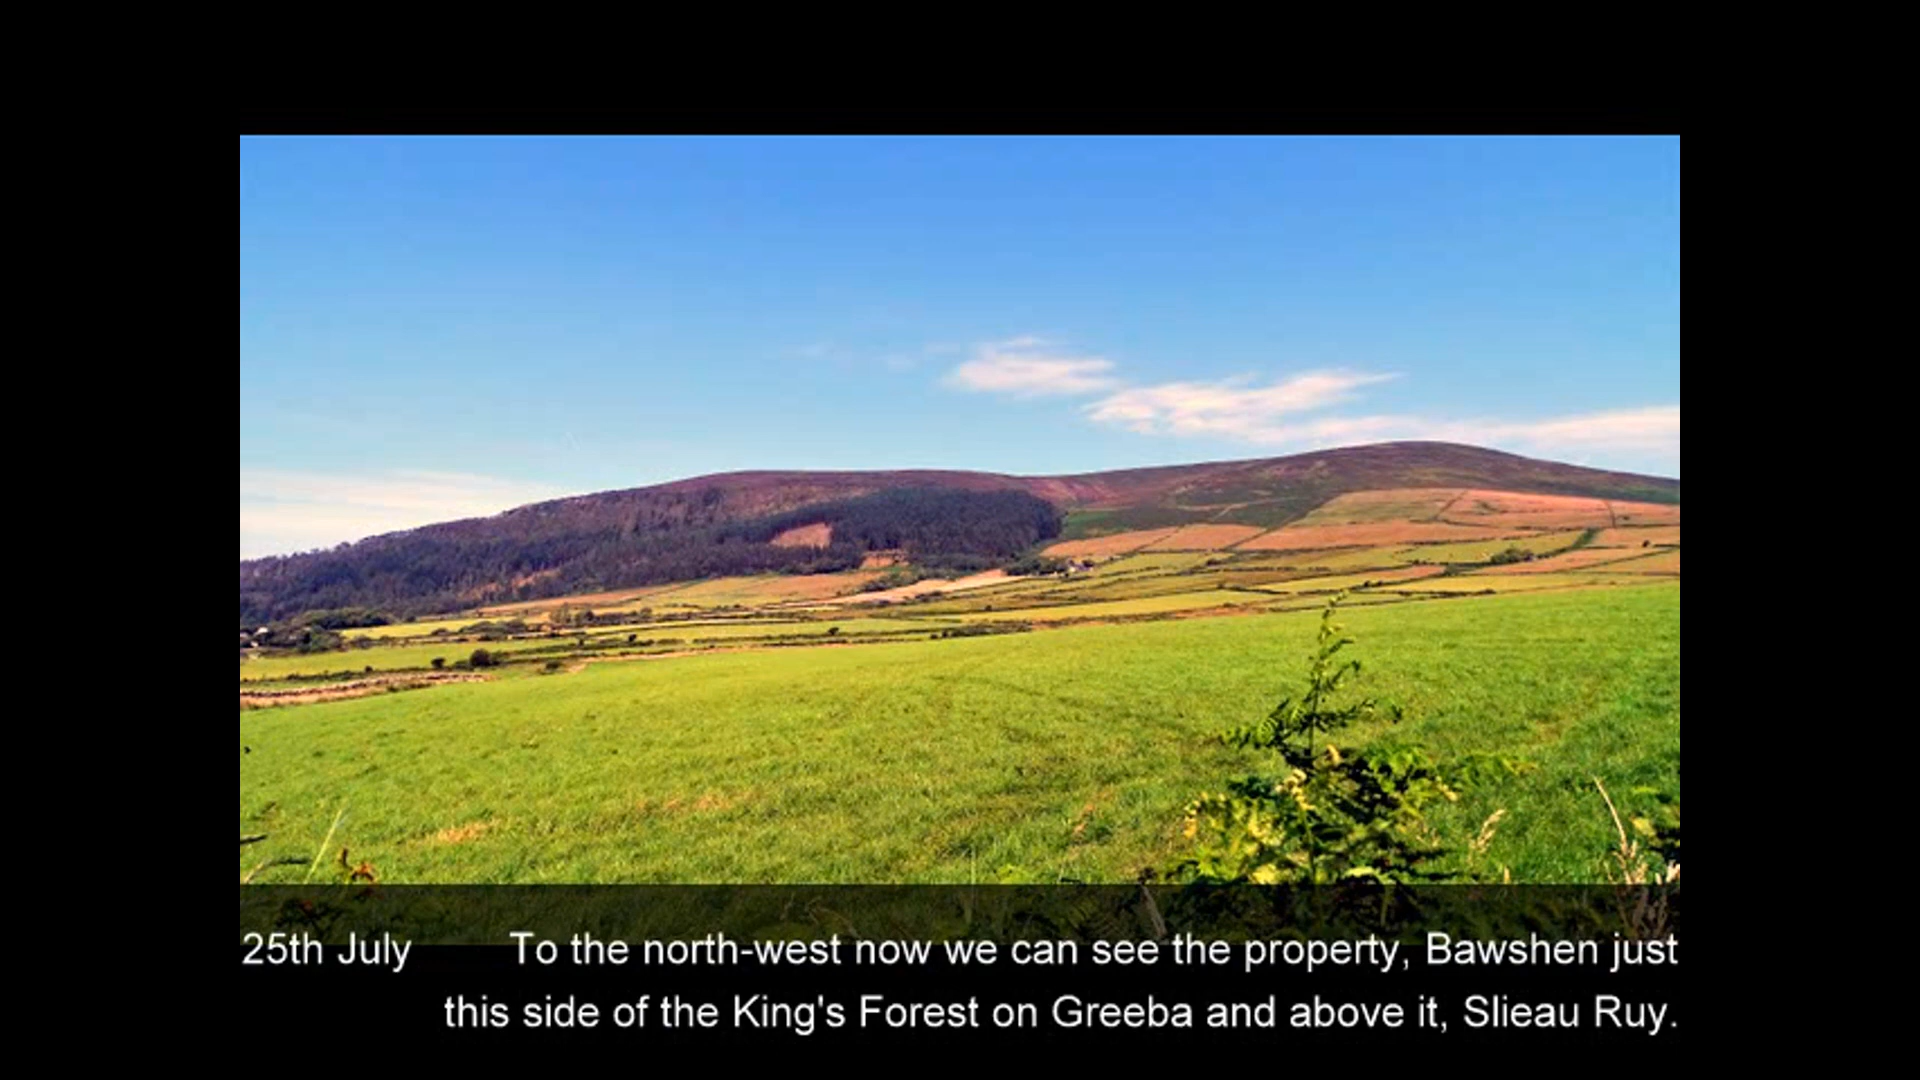 25th July To the north-west now we can see the property, Bawshen just
this side of the King's Forest on Greeba and above it, Slieau Ruy.